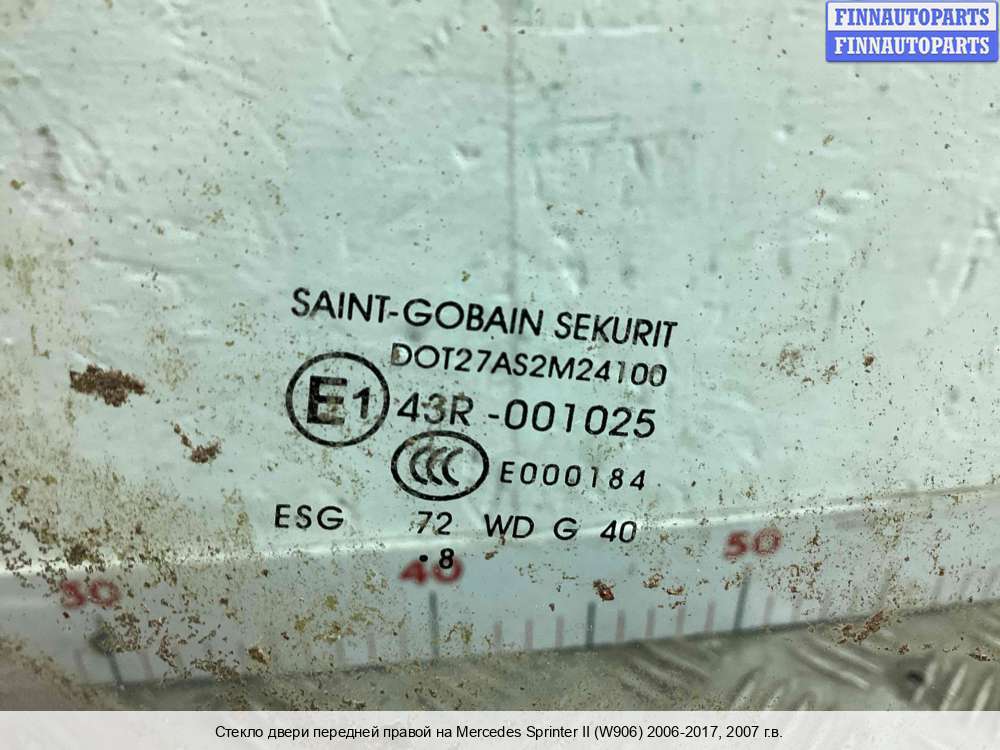 FINNAUTOPARTS
FINNAUTOPARTS
SAINT-GOBAIN SEKURIT
DOT27AS2M24100
E1 43R -001025
CCC E000184
ESG 72 WD G 40
. 8
30 40 50
Стекло двери передней правой на Mercedes Sprinter II (W906) 2006-2017, 2007 г.в.